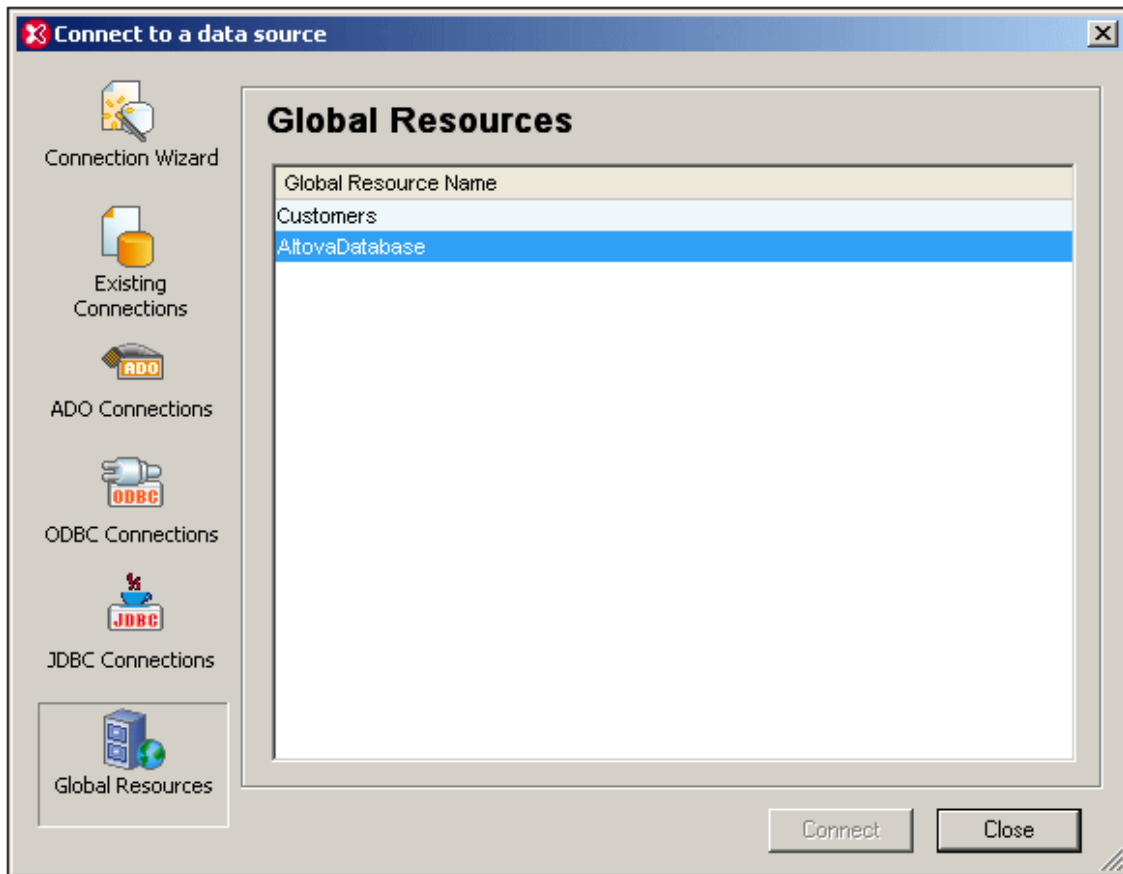 Connect to a data source
Connection Wizard
Existing
Connections
ADO
ADO Connections
ODBC
ODBC Connections
JDBC
JDBC Connections
Global Resources
Global Resources
Global Resource Name
Customers
AltovaDatabase
Connect
Close